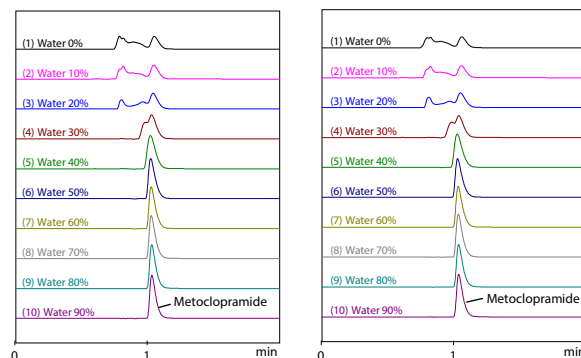 (1) Water 0%
(2) Water 10%
(3) Water 20%
(4) Water 30%
(5) Water 40%
(6) Water 50%
(7) Water 60%
(8) Water 70%
(9) Water 80%
(10) Water 90%
Metoclopramide
0 1 min
(1) Water 0%
(2) Water 10%
(3) Water 20%
(4) Water 30%
(5) Water 40%
(6) Water 50%
(7) Water 60%
(8) Water 70%
(9) Water 80%
(10) Water 90%
Metoclopramide
0 1 min